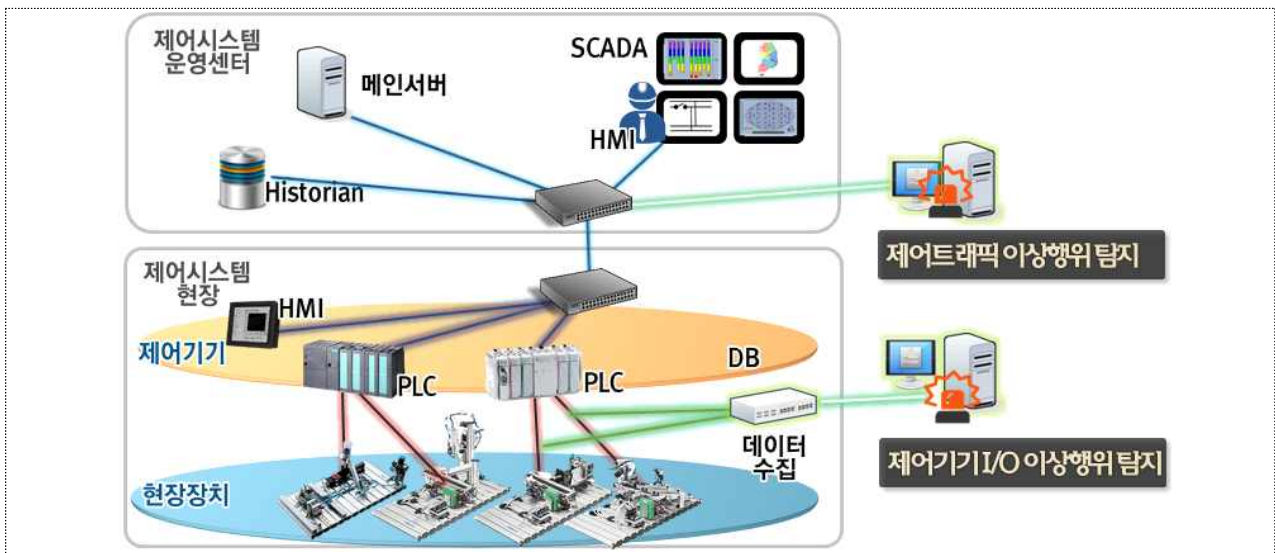 제어시스템
운영센터
메인서버
SCADA
HMI
Historian
제어트래픽 이상행위 탐지
제어시스템
현장
HMI
제어기기
PLC
PLC
DB
데이터
수집
현장장치
제어기기 I/O 이상행위 탐지